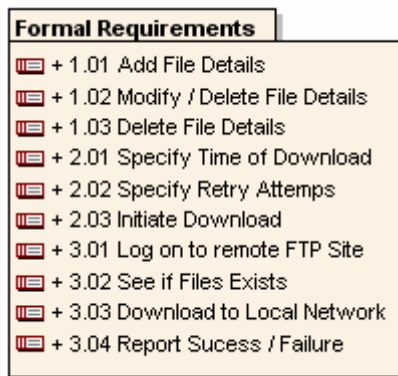 Formal Requirements
+ 1.01 Add File Details
+ 1.02 Modify / Delete File Details
+ 1.03 Delete File Details
+ 2.01 Specify Time of Download
+ 2.02 Specify Retry Attemps
+ 2.03 Initiate Download
+ 3.01 Log on to remote FTP Site
+ 3.02 See if Files Exists
+ 3.03 Download to Local Network
+ 3.04 Report Sucess / Failure